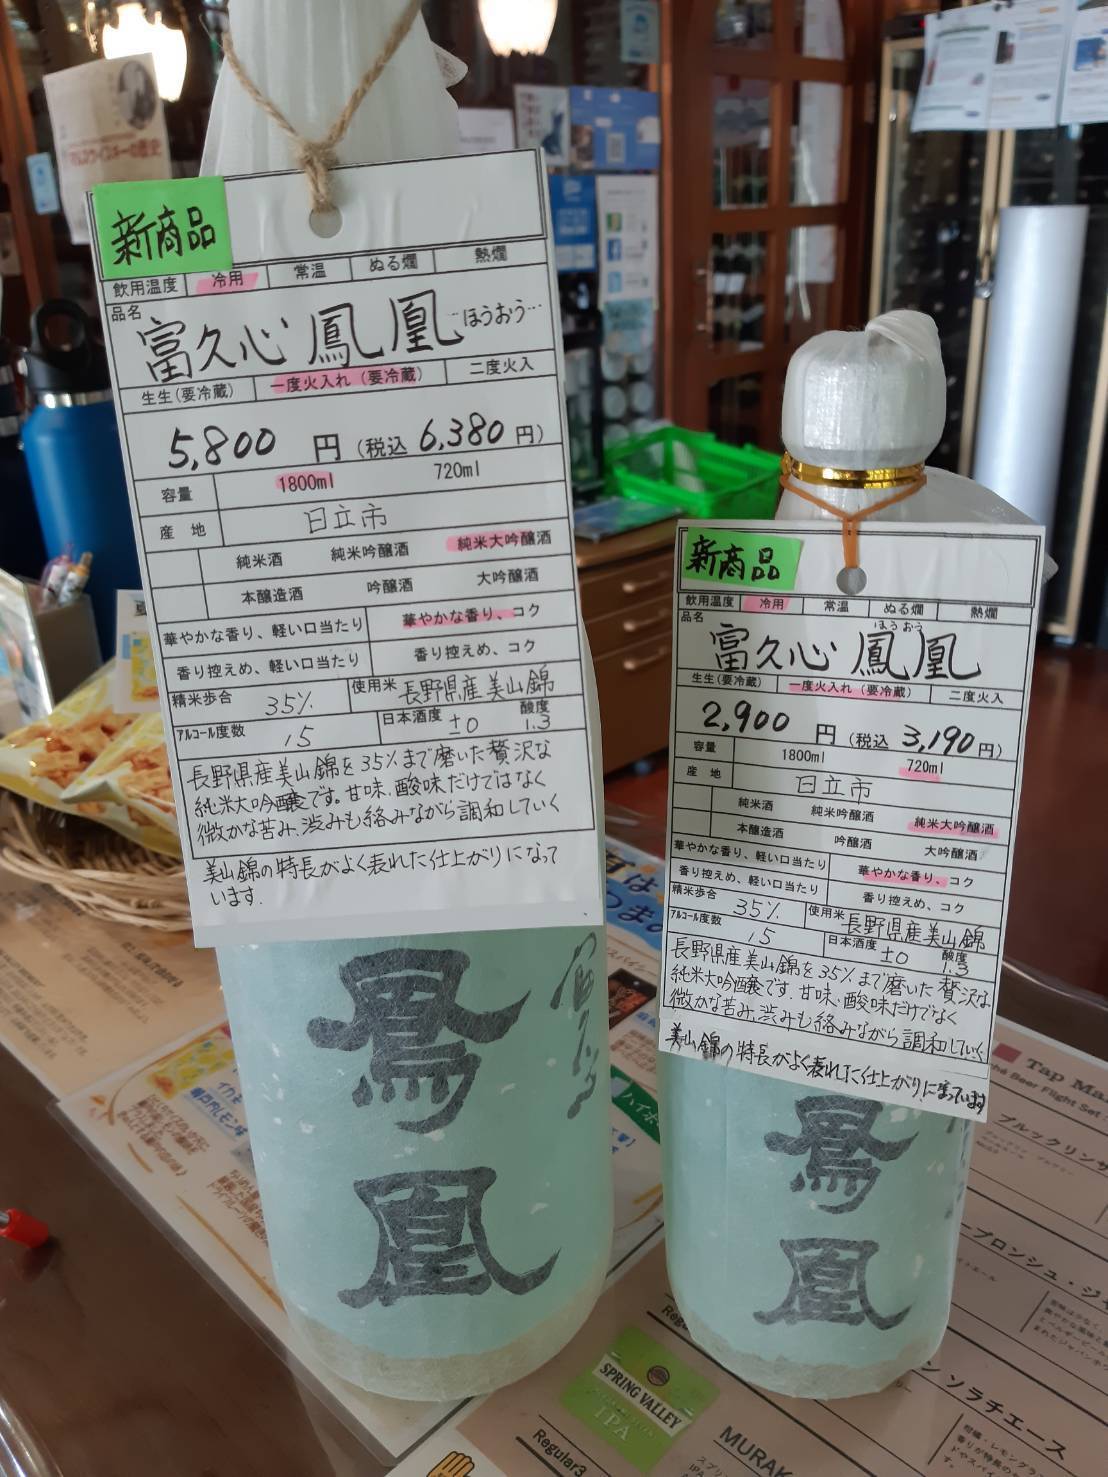 新商品
飲用温度 冷用 常温 ぬる燗 熱燗
品名
富久心 鳳凰 …ほうおう…
生生(要冷蔵) 一度火入れ(要冷蔵) 二度火入
5,800 円 (税込 6,380 円)
容量 1800ml 720ml
産 地 日立市
純米酒 純米吟醸酒 純米大吟醸酒
本醸造酒 吟醸酒 大吟醸酒
華やかな香り、軽い口当たり 華やかな香り、コク
香り控えめ、軽い口当たり 香り控えめ、コク
精米歩合 35% 使用米 長野県産美山錦
アルコール度数 15 日本酒度 ±0 酸度 1.3
長野県産美山錦を35%まで磨いた贅沢な
純米大吟醸です。甘味、酸味だけではなく
微かな苦み、渋みも絡みながら調和していく
美山錦の特長がよく表れた仕上がりになって
います.
鳳凰
新商品
飲用温度 冷用 常温 ぬる燗 熱燗
品名
ほうおう
富久心 鳳凰
生生(要冷蔵) 一度火入れ(要冷蔵) 二度火入
2,900 円 (税込 3,190 円)
容量 1800ml 720ml
産 地 日立市
純米酒 純米吟醸酒 純米大吟醸酒
本醸造酒 吟醸酒 大吟醸酒
華やかな香り、軽い口当たり 華やかな香り、コク
香り控えめ、軽い口当たり 香り控えめ、コク
精米歩合 35% 使用米 長野県産美山錦
アルコール度数 15 日本酒度 ±0 酸度 1.3
長野県産美山錦を35%まで磨いた贅沢な
純米大吟醸です.甘味、酸味だけでなく
微かな苦み、渋みも絡みながら調和していく
美山錦の特長がよく表れた仕上がりになっています
鳳凰
Tap
Beer Flight Set
ブルックリン
ソラチエース
SPRING VALLEY
IPA
Regular3
MURAK